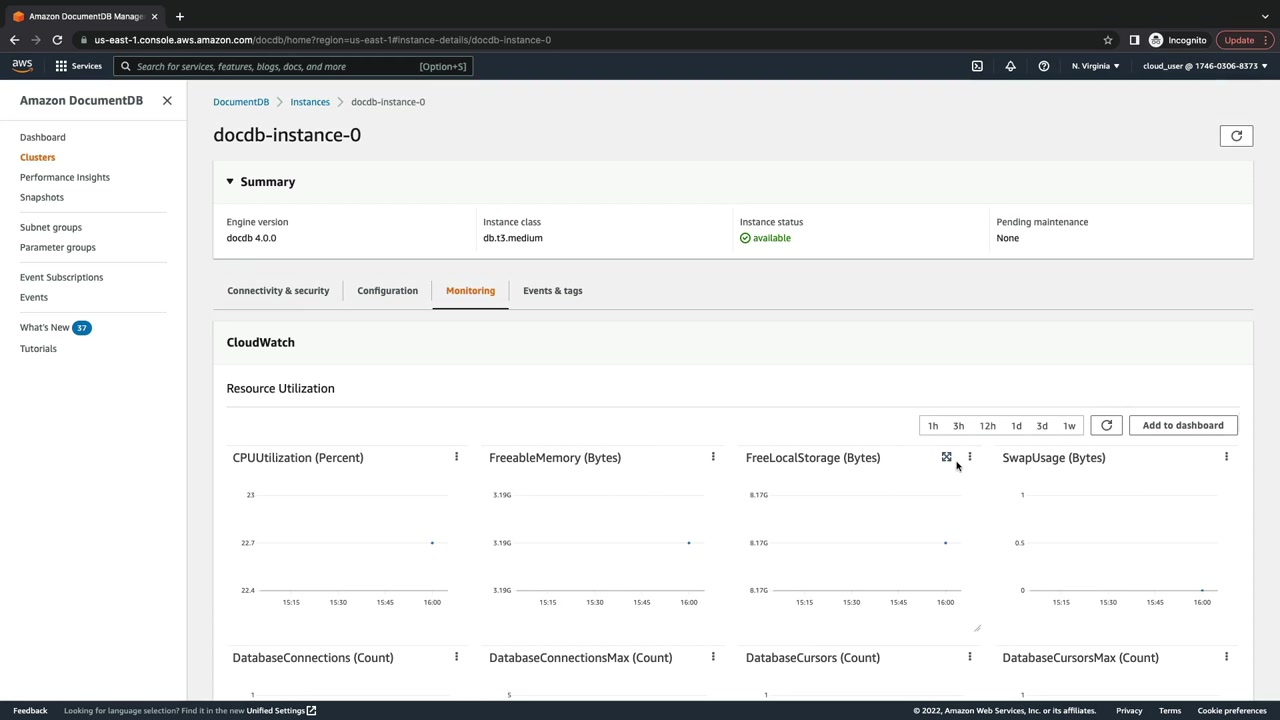 Amazon DocumentDB Manage
us-east-1.console.aws.amazon.com/docdb/home?region=us-east-1#instance-details/docdb-instance-0
Incognito
Update
aws
Services
Search for services, features, blogs, docs, and more
[Option+S]
N. Virginia
cloud_user @ 1746-0306-8373
Amazon DocumentDB
Dashboard
Clusters
Performance Insights
Snapshots
Subnet groups
Parameter groups
Event Subscriptions
Events
What's New 37
Tutorials
DocumentDB > Instances > docdb-instance-0
docdb-instance-0
Summary
Engine version
docdb 4.0.0
Instance class
db.t3.medium
Instance status
available
Pending maintenance
None
Connectivity & security
Configuration
Monitoring
Events & tags
CloudWatch
Resource Utilization
1h 3h 12h 1d 3d 1w
Add to dashboard
CPUUtilization (Percent)
23
22.7
22.4
15:15 15:30 15:45 16:00
FreeableMemory (Bytes)
3.19G
3.19G
3.19G
15:15 15:30 15:45 16:00
FreeLocalStorage (Bytes)
8.17G
8.17G
8.17G
15:15 15:30 15:45 16:00
SwapUsage (Bytes)
1
0.5
0
15:15 15:30 15:45 16:00
DatabaseConnections (Count)
1
DatabaseConnectionsMax (Count)
5
DatabaseCursors (Count)
1
DatabaseCursorsMax (Count)
1
Feedback
Looking for language selection? Find it in the new Unified Settings
© 2022, Amazon Web Services, Inc. or its affiliates.
Privacy
Terms
Cookie preferences